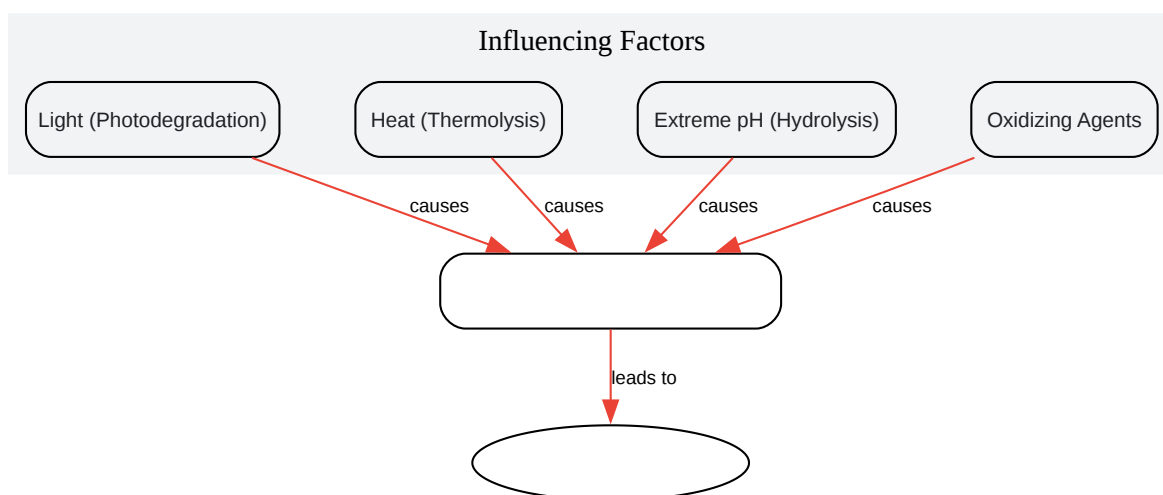 Influencing Factors
Light (Photodegradation)
Heat (Thermolysis)
Extreme pH (Hydrolysis)
Oxidizing Agents
causes
causes
causes
causes
leads to